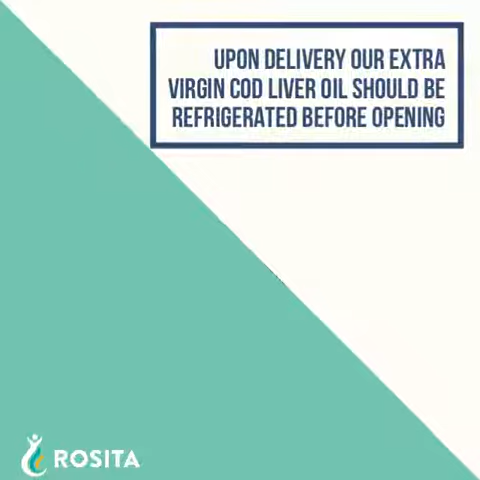 UPON DELIVERY OUR EXTRA
VIRGIN COD LIVER OIL SHOULD BE
REFRIGERATED BEFORE OPENING
ROSITA